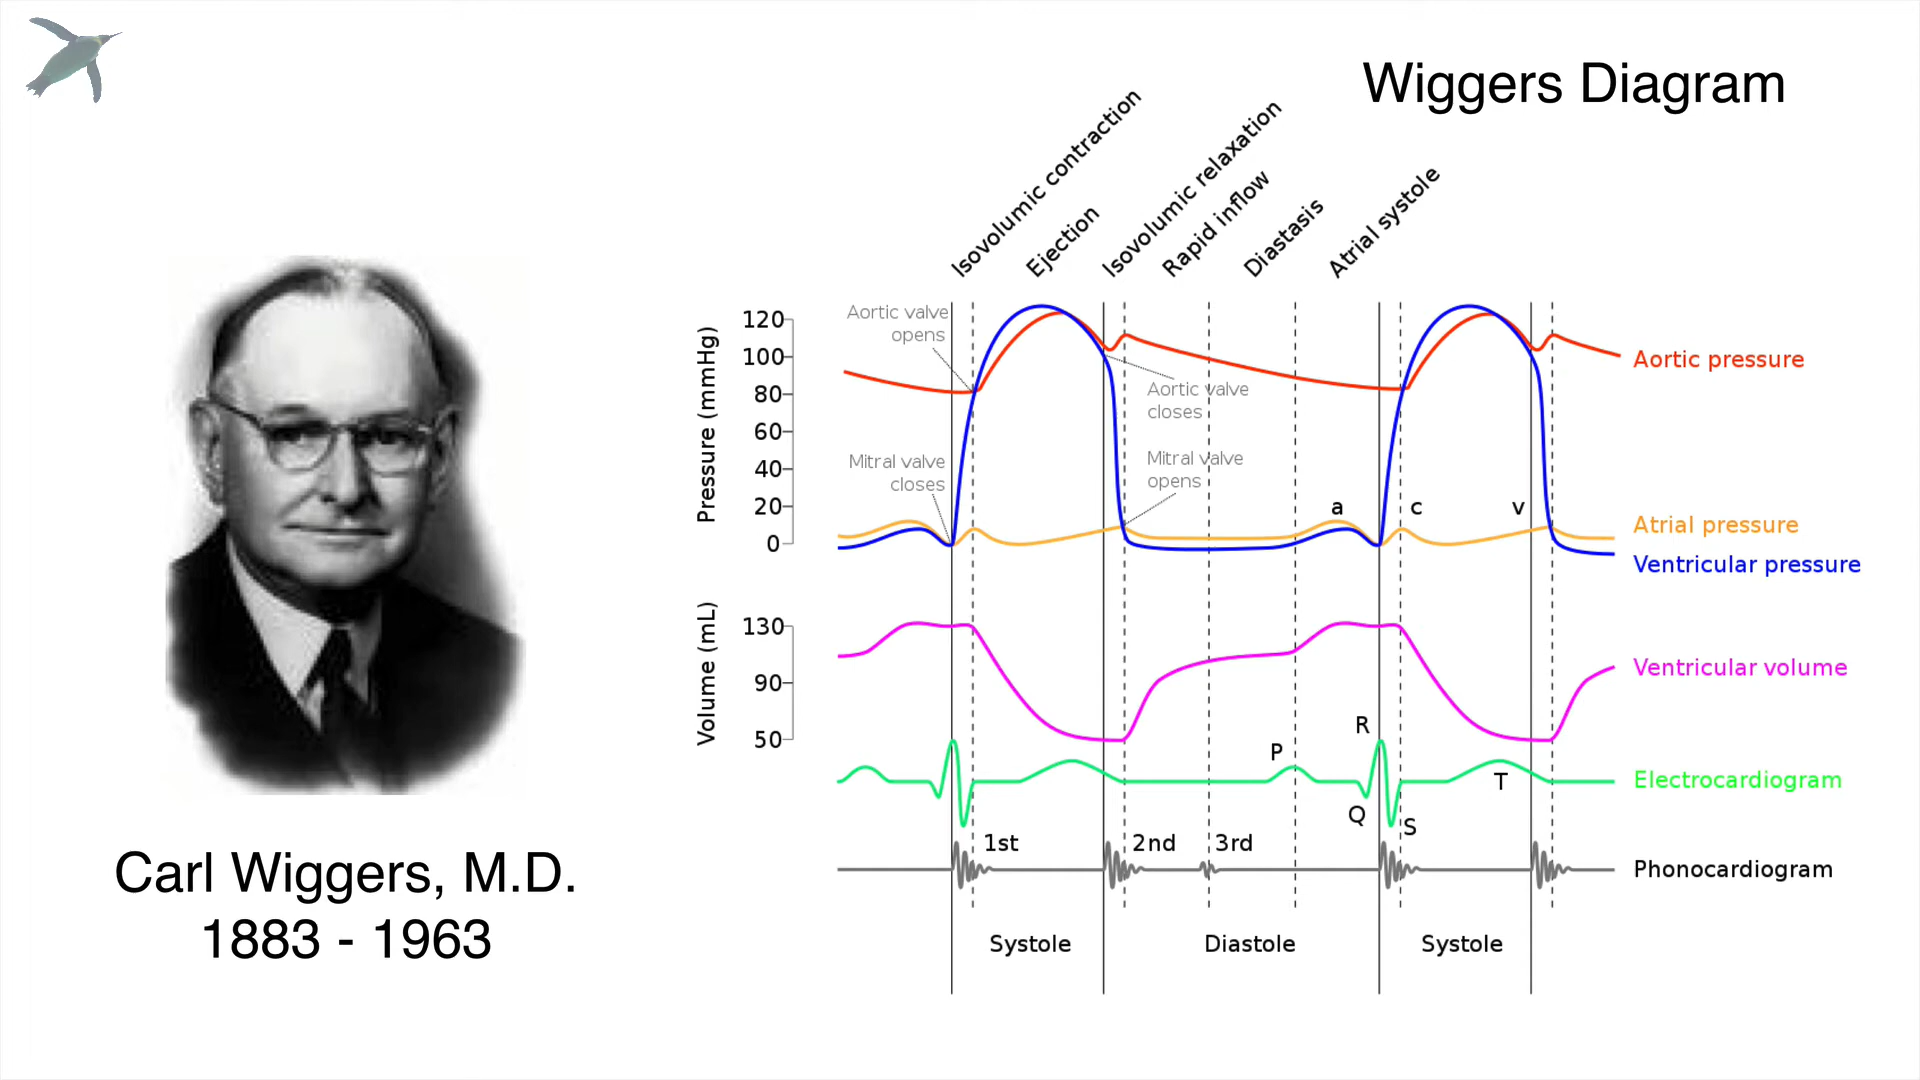 Wiggers Diagram
Isovolumic contraction
Ejection
Isovolumic relaxation
Rapid inflow
Diastasis
Atrial systole
Aortic valve
opens
120
100
80
60
40
20
0
Pressure (mmHg)
Aortic pressure
Aortic valve
closes
Mitral valve
closes
Mitral valve
opens
a
c
v
Atrial pressure
Ventricular pressure
130
90
50
Volume (mL)
Ventricular volume
R
P
T
Q
S
Electrocardiogram
1st
2nd
3rd
Phonocardiogram
Systole
Diastole
Systole
Carl Wiggers, M.D.
1883 - 1963